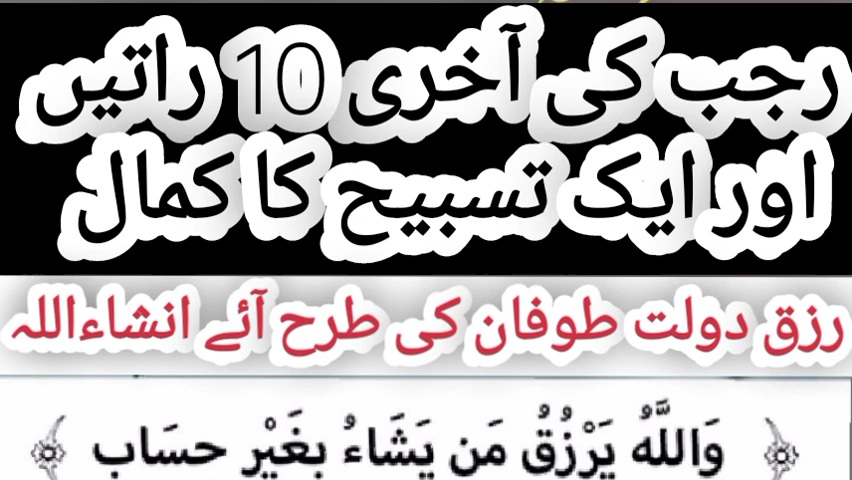 رجب کی آخری 10 راتیں
اور ایک تسبیح کا کمال
رزق دولت طوفان کی طرح آئے انشاءاللہ
وَاللَّهُ يَرْزُقُ مَن يَشَاءُ بِغَيْرِ حسَاب